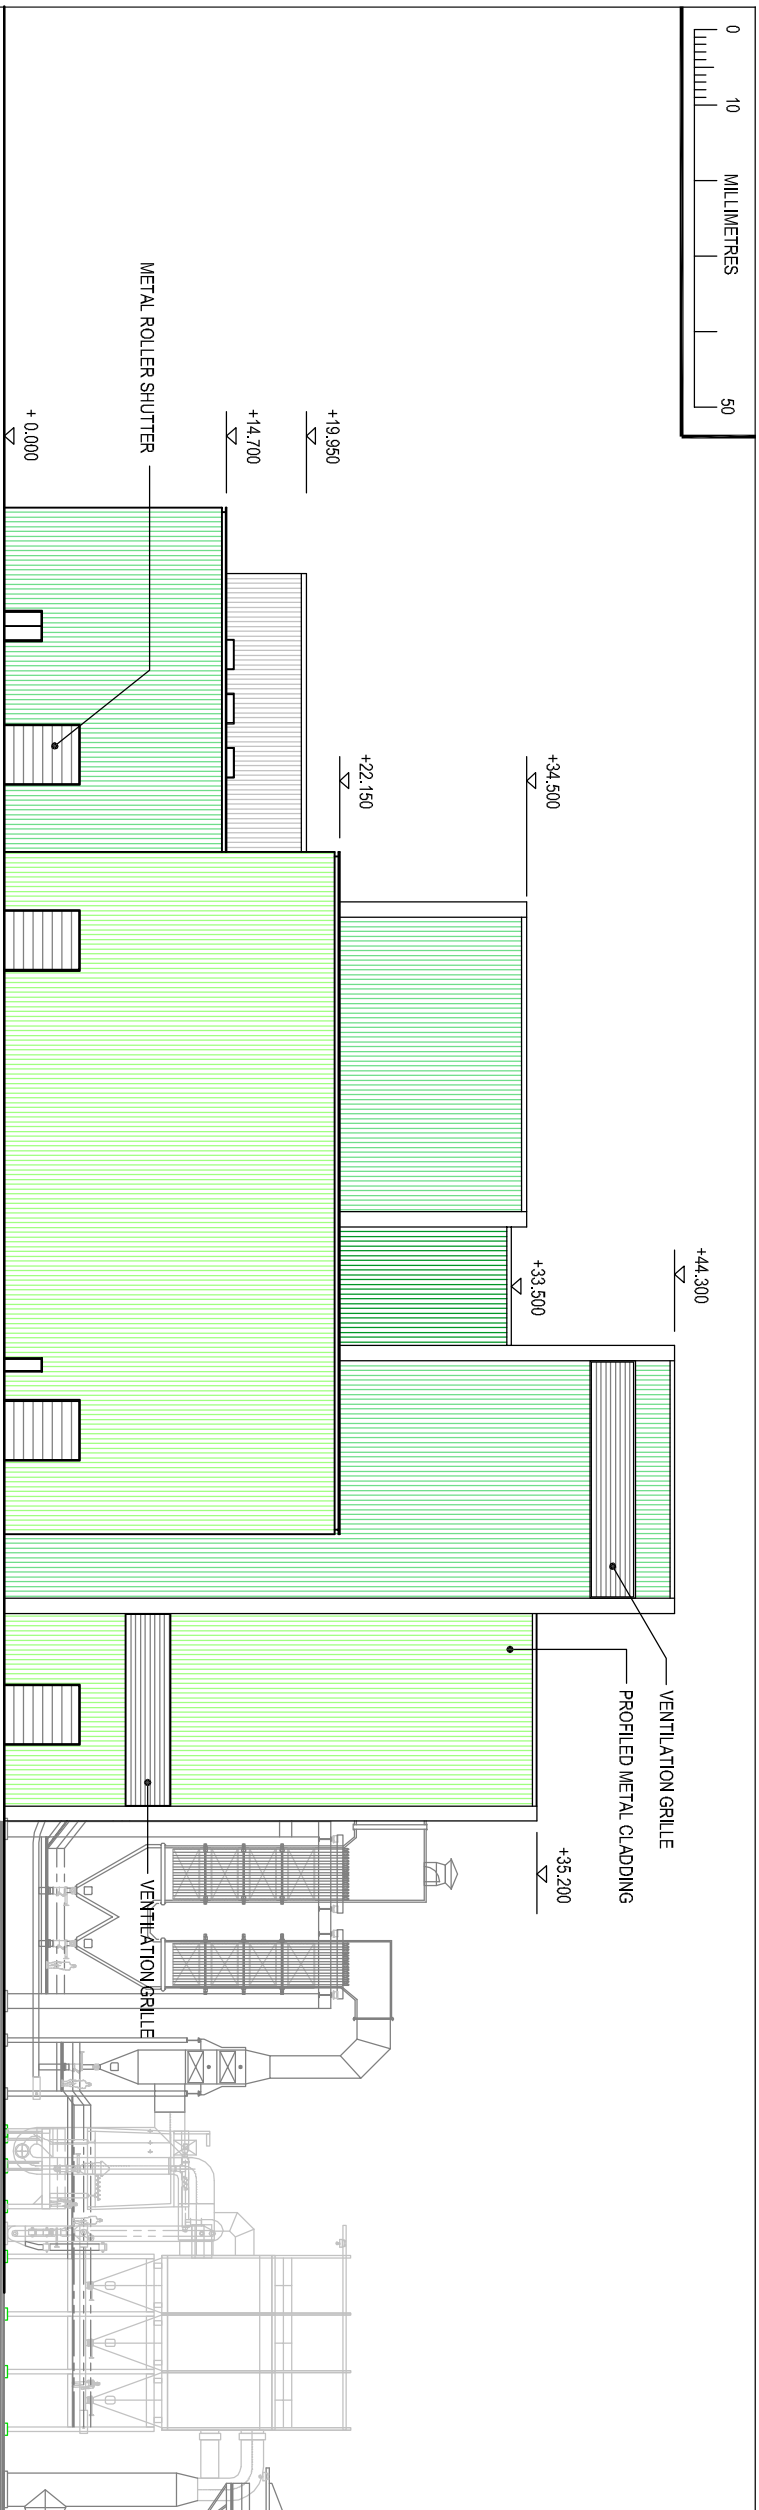 0
10
MILLIMETRES
50
METAL ROLLER SHUTTER
+ 0.000
+14.700
+19.950
+22.150
+34.500
+33.500
+44.300
VENTILATION GRILLE
PROFILED METAL CLADDING
+35.200
VENTILATION GRILLE